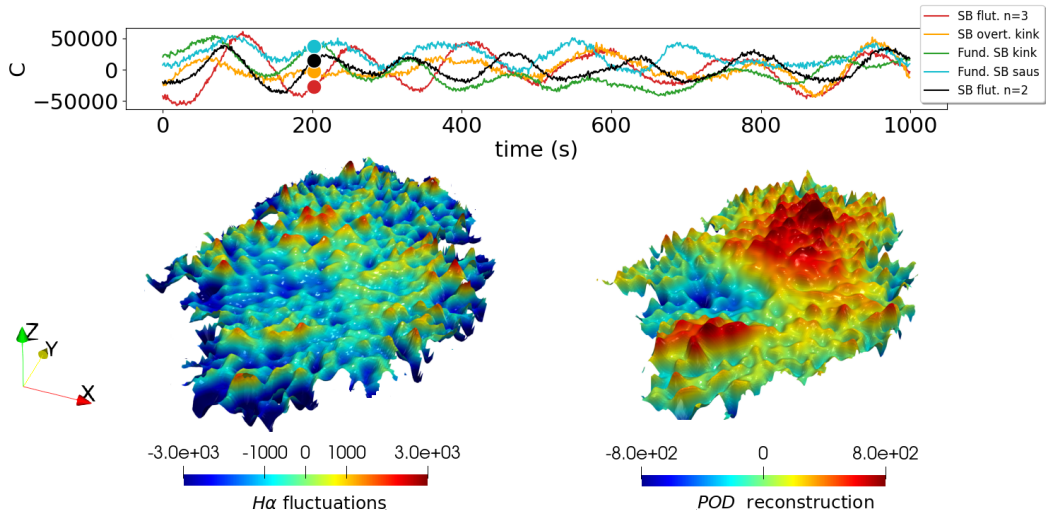 SB flut. n=3
SB overt. kink
Fund. SB kink
Fund. SB saus
SB flut. n=2
50000
0
−50000
C
0 200 400 600 800 1000
time (s)
Z
Y
X
-3.0e+03 -1000 0 1000 3.0e+03
Hα fluctuations
-8.0e+02 0 8.0e+02
POD reconstruction